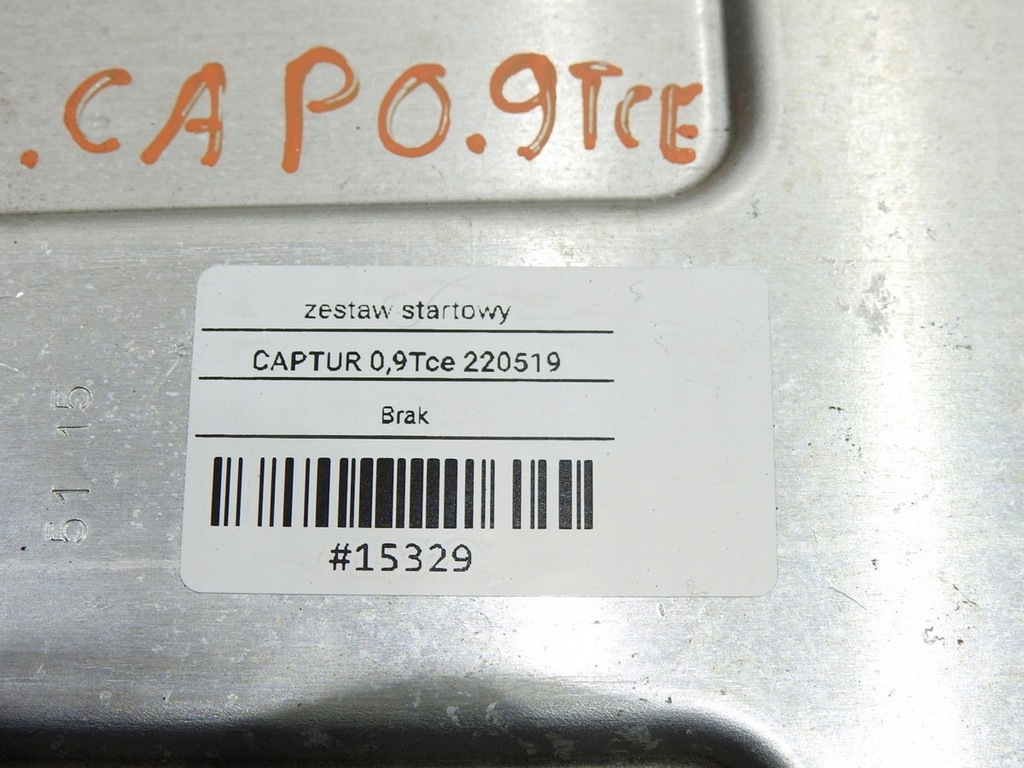 .CAP0.9TCE
zestaw startowy
CAPTUR 0,9Tce 220519
Brak
#15329
51 15